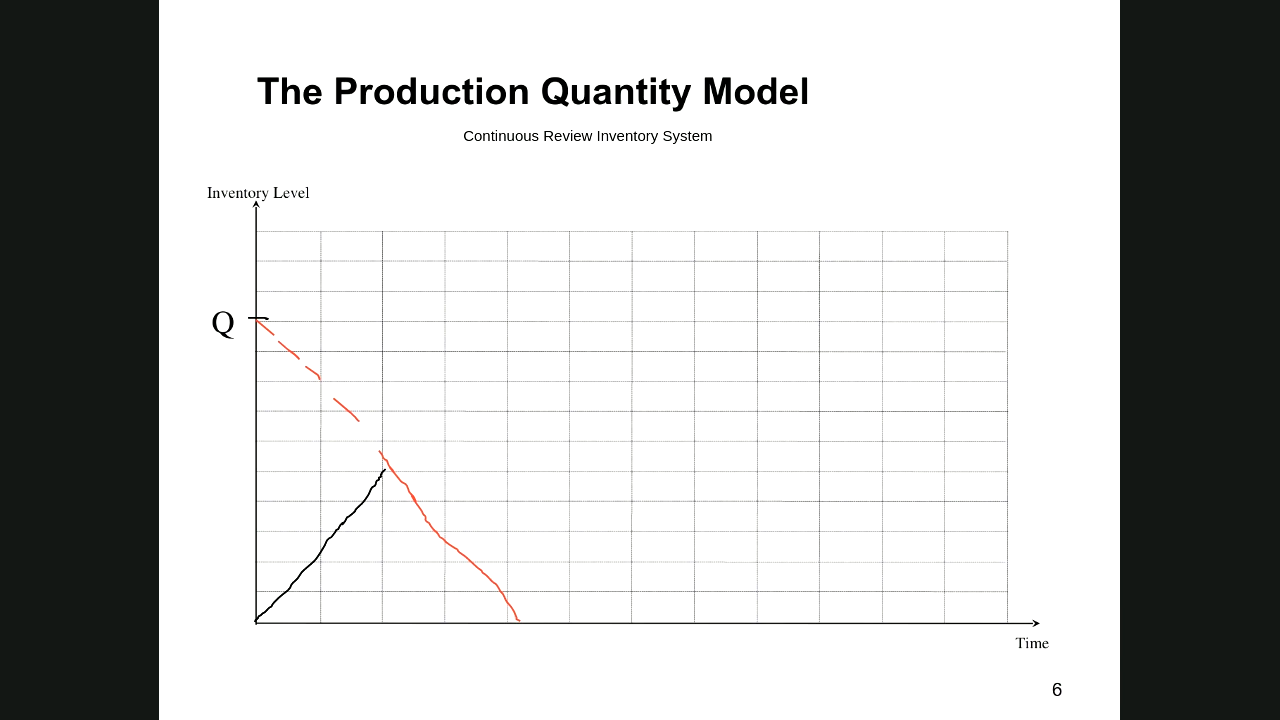 The Production Quantity Model
Continuous Review Inventory System
Inventory Level
Q
Time
6